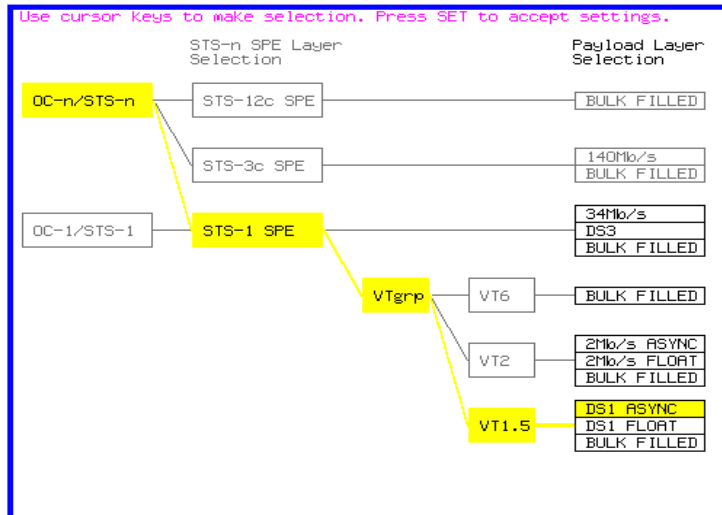 Use cursor Keys to make selection. Press SET to accept settings.
STS-n SPE Layer
Selection
Payload Layer
Selection
OC-n/STS-n
STS-12c SPE
BULK FILLED
STS-3c SPE
140Mb/s
BULK FILLED
OC-1/STS-1
STS-1 SPE
34Mb/s
DS3
BULK FILLED
VTgrp
VT6
BULK FILLED
VT2
2Mb/s ASYNC
2Mb/s FLOAT
BULK FILLED
VT1.5
DS1 ASYNC
DS1 FLOAT
BULK FILLED